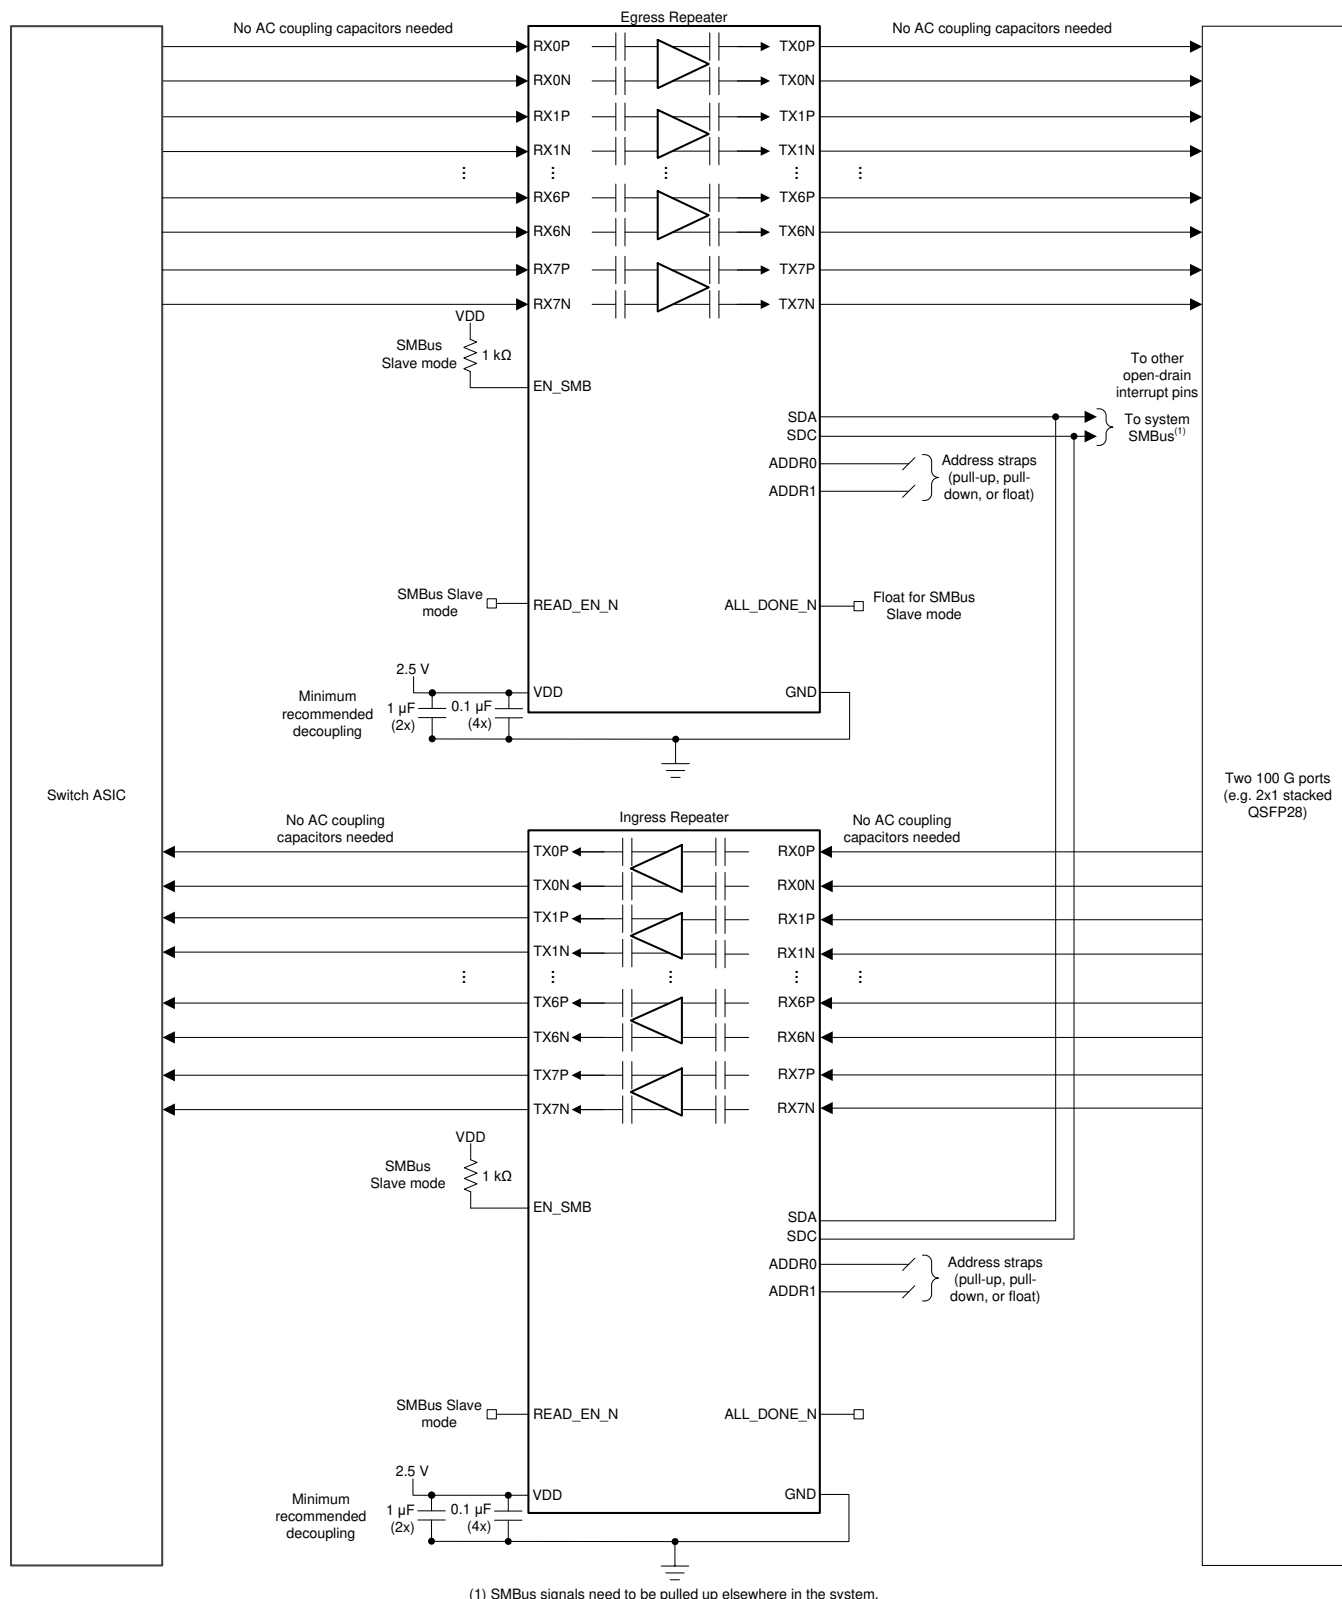 Egress Repeater
No AC coupling capacitors needed
No AC coupling capacitors needed
RX0P
TX0P
RX0N
TX0N
RX1P
TX1P
RX1N
TX1N
RX6P
TX6P
RX6N
TX6N
RX7P
TX7P
RX7N
TX7N
VDD
SMBus
Slave mode
1 kΩ
EN_SMB
To other
open-drain
interrupt pins
SDA
SDC
To system
SMBus(1)
ADDR0
ADDR1
Address straps
(pull-up, pull-
down, or float)
SMBus Slave
mode
READ_EN_N
ALL_DONE_N
Float for SMBus
Slave mode
2.5 V
VDD
GND
Minimum
recommended
decoupling
1 µF
(2x)
0.1 µF
(4x)
Switch ASIC
Two 100 G ports
(e.g. 2x1 stacked
QSFP28)
Ingress Repeater
No AC coupling
capacitors needed
No AC coupling
capacitors needed
TX0P
RX0P
TX0N
RX0N
TX1P
RX1P
TX1N
RX1N
TX6P
RX6P
TX6N
RX6N
TX7P
RX7P
TX7N
RX7N
VDD
SMBus
Slave mode
1 kΩ
EN_SMB
SDA
SDC
ADDR0
ADDR1
Address straps
(pull-up, pull-
down, or float)
SMBus Slave
mode
READ_EN_N
ALL_DONE_N
2.5 V
VDD
GND
Minimum
recommended
decoupling
1 µF
(2x)
0.1 µF
(4x)
(1) SMBus signals need to be pulled up elsewhere in the system.